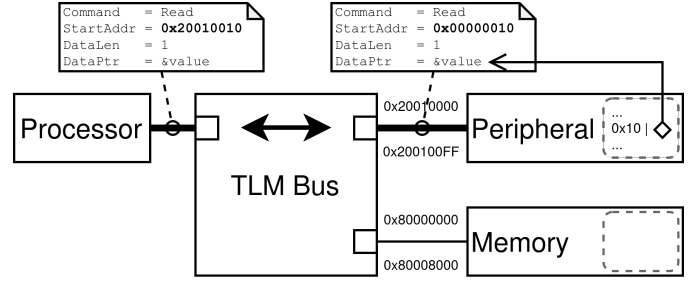 Command = Read
StartAddr = 0x20010010
DataLen = 1
DataPtr = &value
Command = Read
StartAddr = 0x00000010
DataLen = 1
DataPtr = &value
Processor
TLM Bus
0x20010000
0x200100FF
Peripheral
...
0x10 |
...
0x80000000
0x80008000
Memory